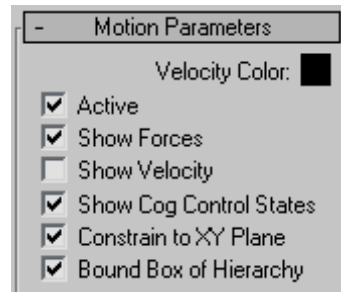 - Motion Parameters
Velocity Color:
Active
Show Forces
Show Velocity
Show Cog Control States
Constrain to XY Plane
Bound Box of Hierarchy